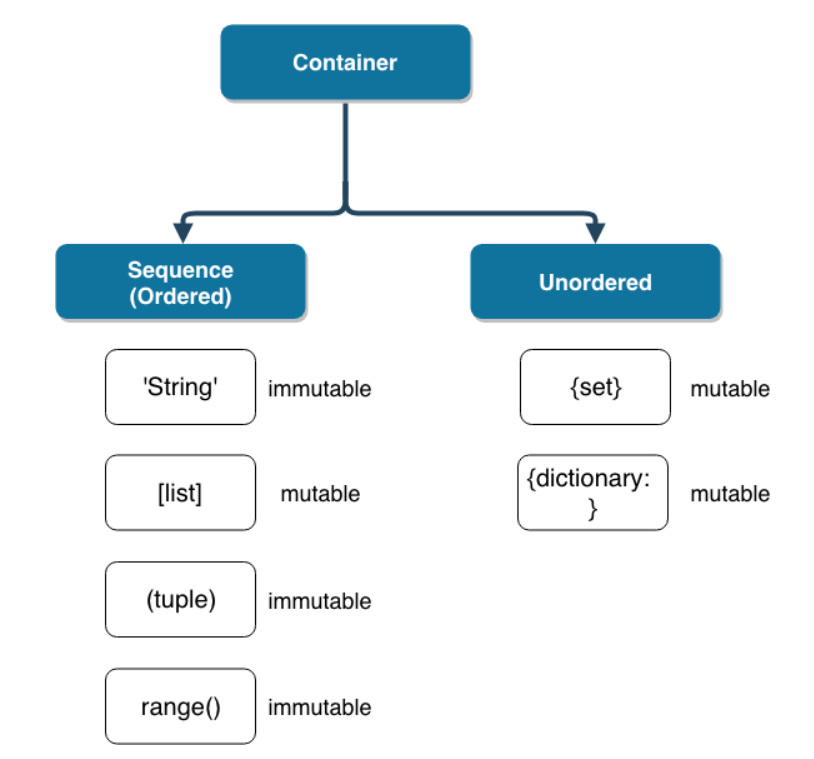 Container
Sequence
(Ordered)
Unordered
'String'
immutable
{set}
mutable
[list]
mutable
{dictionary:
}
mutable
(tuple)
immutable
range()
immutable